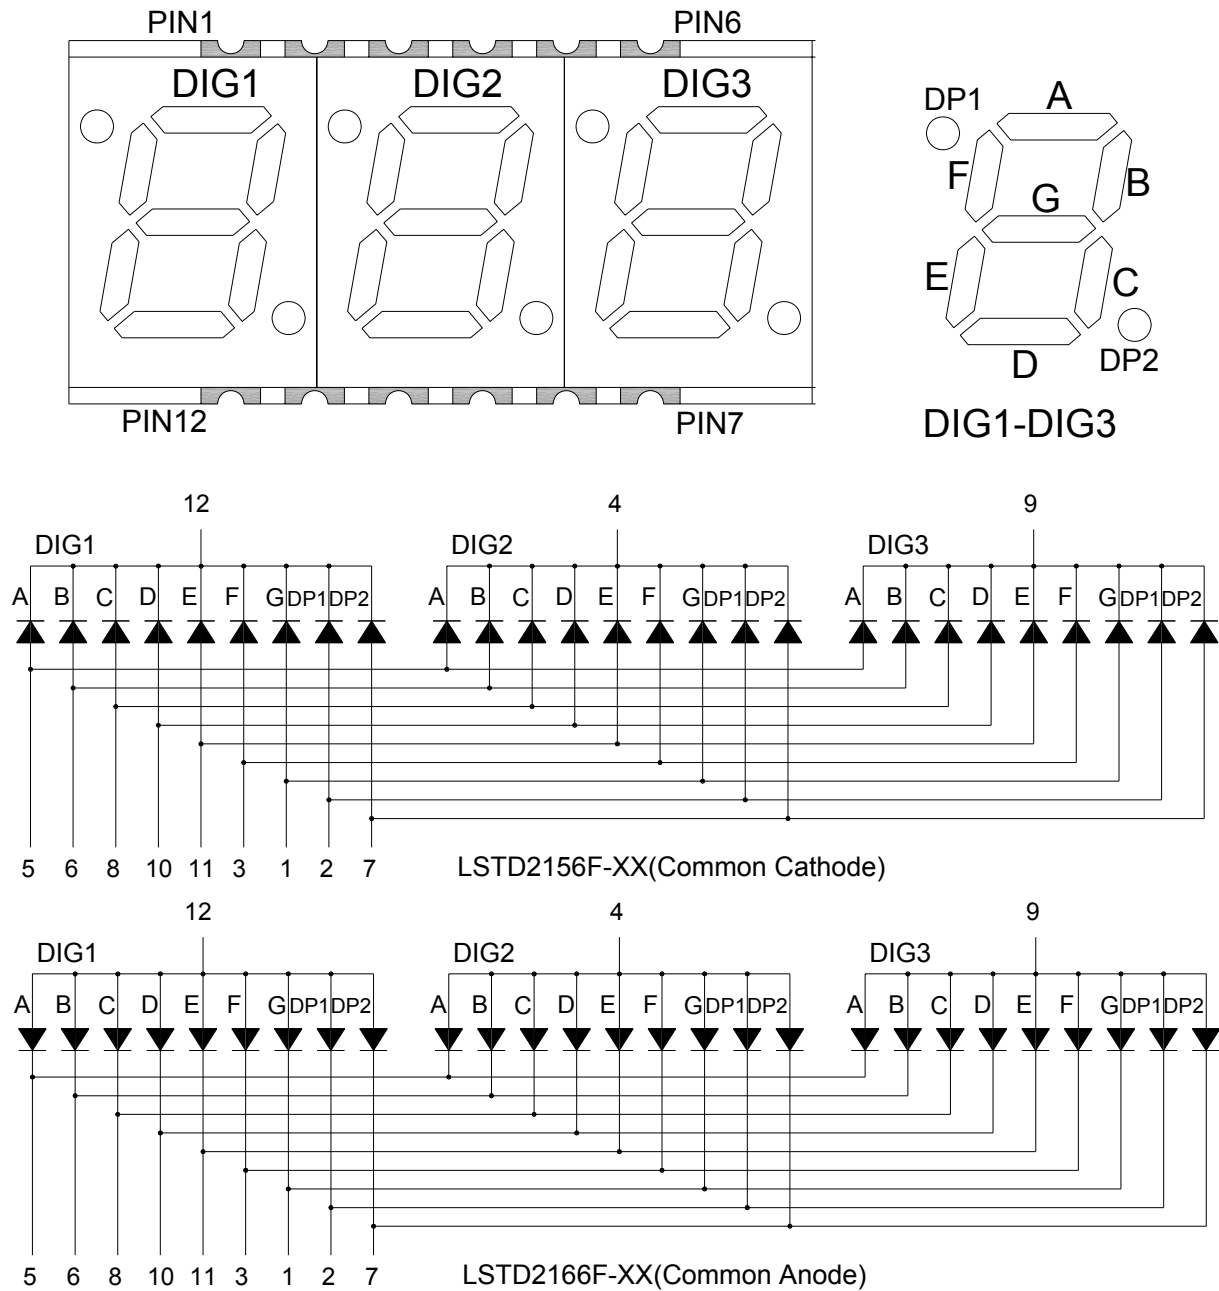 PIN1 PIN6
DIG1 DIG2 DIG3
DP1 A
F B
G
E C
D DP2
PIN12 PIN7
DIG1-DIG3
12 4 9
DIG1 DIG2 DIG3
A B C D E F G DP1 DP2 A B C D E F G DP1 DP2 A B C D E F G DP1 DP2
5 6 8 10 11 3 1 2 7 LSTD2156F-XX(Common Cathode)
12 4 9
DIG1 DIG2 DIG3
A B C D E F G DP1 DP2 A B C D E F G DP1 DP2 A B C D E F G DP1 DP2
5 6 8 10 11 3 1 2 7 LSTD2166F-XX(Common Anode)